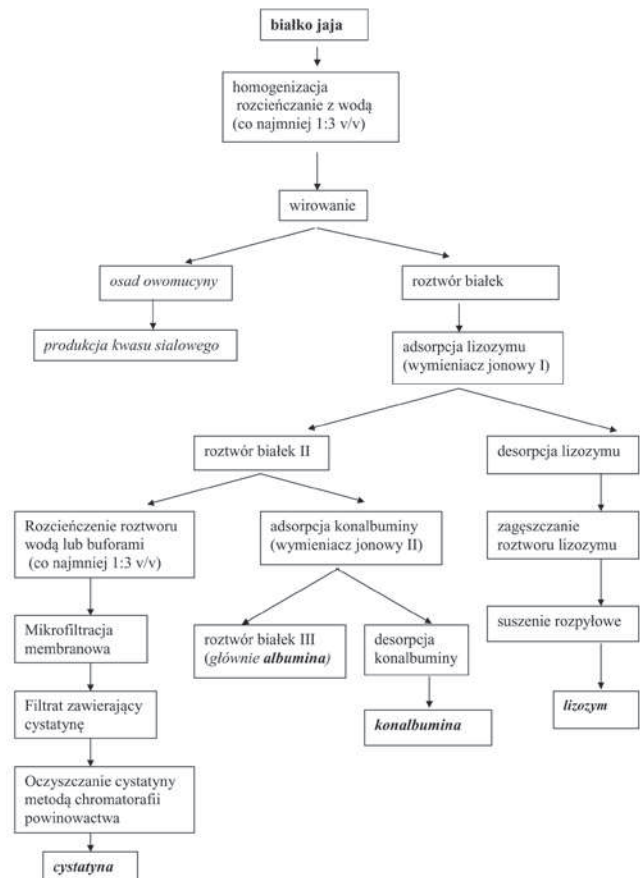 białko jaja
homogenizacja
rozcieńczanie z wodą
(co najmniej 1:3 v/v)
wirowanie
osad owomucyny
roztwór białek
produkcja kwasu sialowego
adsorpcja lizozymu
(wymieniacz jonowy I)
roztwór białek II
desorpcja lizozymu
Rozcieńczenie roztworu
wodą lub buforami
(co najmniej 1:3 v/v)
adsorpcja konalbuminy
(wymieniacz jonowy II)
zagęszczanie
roztworu lizozymu
Mikrofiltracja
membranowa
roztwór białek III
(głównie albumina)
desorpcja
konalbuminy
suszenie rozpyłowe
Filtrat zawierający
cystatynę
konalbumina
lizozym
Oczyszczanie cystatyny
metodą chromatorafii
powinowactwa
cystatyna